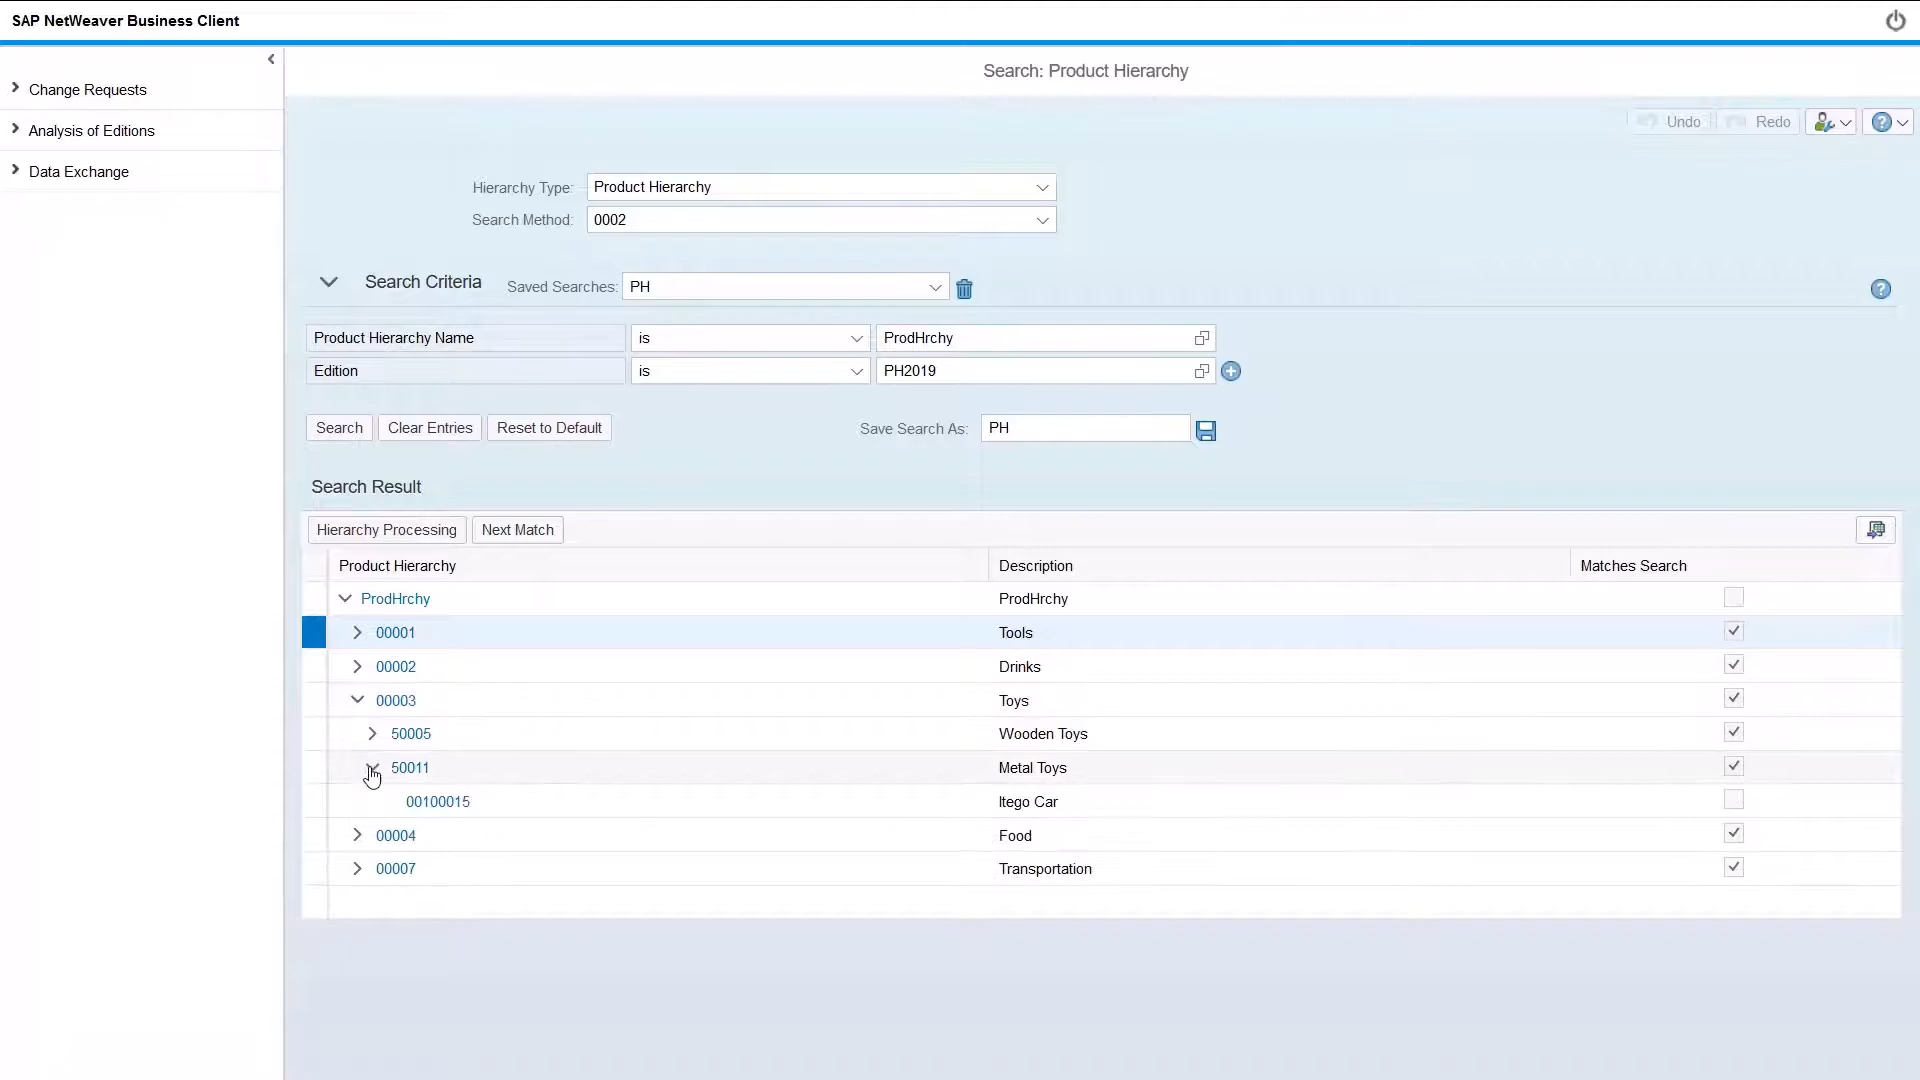 SAP NetWeaver Business Client
Change Requests
Analysis of Editions
Data Exchange
Search: Product Hierarchy
Undo Redo
Hierarchy Type: Product Hierarchy
Search Method: 0002
Search Criteria Saved Searches: PH
Product Hierarchy Name is ProdHrchy
Edition is PH2019
Search Clear Entries Reset to Default Save Search As: PH
Search Result
Hierarchy Processing Next Match
Product Hierarchy Description Matches Search
ProdHrchy ProdHrchy
00001 Tools
00002 Drinks
00003 Toys
50005 Wooden Toys
50011 Metal Toys
00100015 Itego Car
00004 Food
00007 Transportation